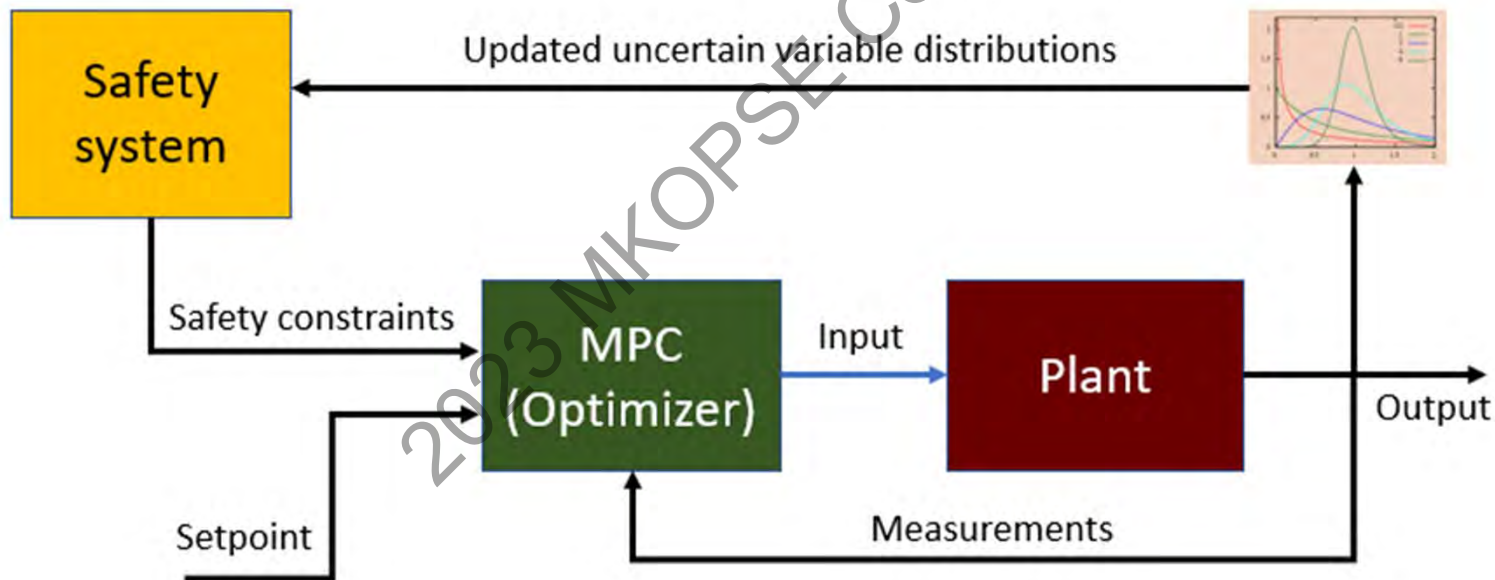 Safety
system
Updated uncertain variable distributions
Safety constraints
MPC
(Optimizer)
Input
Plant
Output
Setpoint
Measurements
2023 MKOPSE